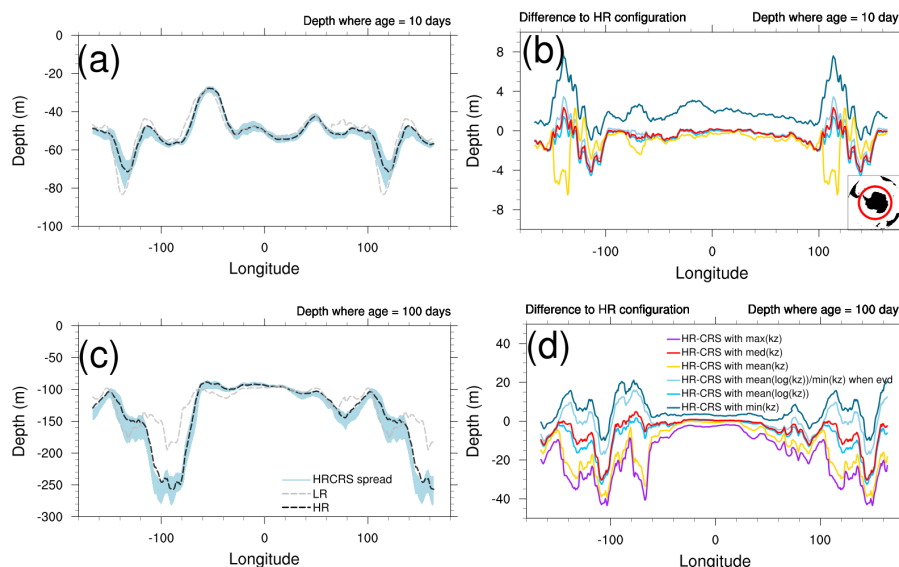 Depth where age = 10 days
(a)
Depth (m)
0
-20
-40
-60
-80
-100
-100
0
100
Longitude
Difference to HR configuration Depth where age = 10 days
(b)
Depth (m)
8
4
0
-4
-8
-100
0
100
Longitude
Depth where age = 100 days
(c)
Depth (m)
0
-50
-100
-150
-200
-250
-300
HRCRS spread
LR
HR
-100
0
100
Longitude
Difference to HR configuration Depth where age = 100 days
(d)
Depth (m)
40
20
0
-20
-40
HR-CRS with max(kz)
HR-CRS with med(kz)
HR-CRS with mean(kz)
HR-CRS with mean(log(kz))/min(kz) when evd
HR-CRS with mean(log(kz))
HR-CRS with min(kz)
-100
0
100
Longitude